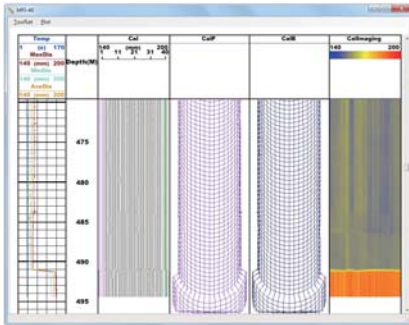 MFC-40
ToolSet Plot
Temp
1 (c) 170
MaxDia
140 (mm) 200
MinDia
140 (mm) 200
AveDia
140 (mm) 200
Depth(M)
Cal
140 (mm) 200
1 11 21 31 40
CalF
CalB
CalImaging
140 200
475
480
485
490
495